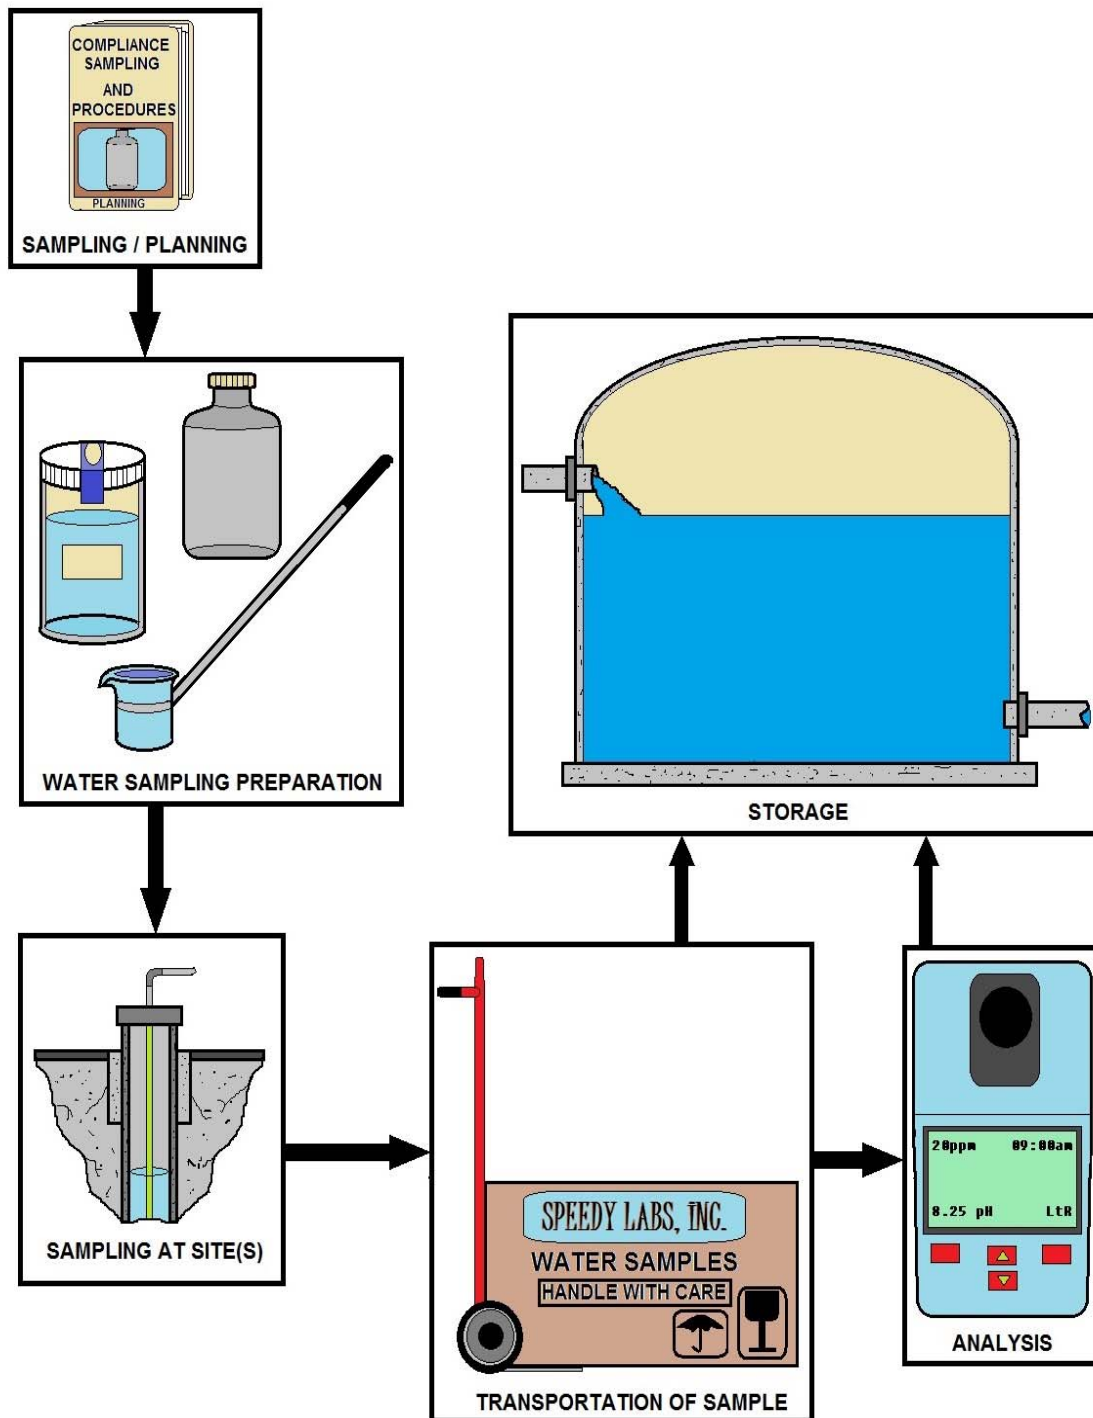 COMPLIANCE
SAMPLING
AND
PROCEDURES
PLANNING
SAMPLING / PLANNING
WATER SAMPLING PREPARATION
STORAGE
SAMPLING AT SITE(S)
SPEEDY LABS, INC.
WATER SAMPLES
HANDLE WITH CARE
TRANSPORTATION OF SAMPLE
20ppm 09:00am
8.25 pH LtR
ANALYSIS